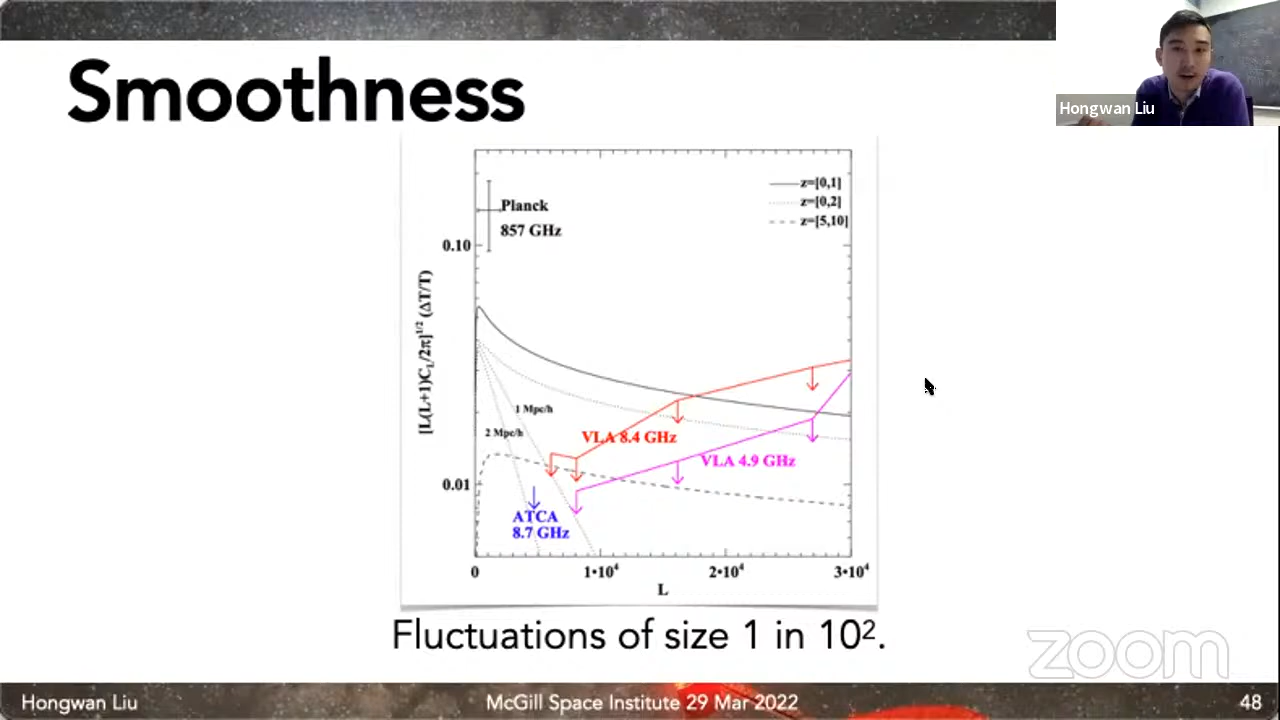 Smoothness
Hongwan Liu
[L(L+1)C_L/2π]^1/2 (ΔT/T)
0.10
0.01
Planck
857 GHz
z=[0,1]
z=[0,2]
z=[5,10]
1 Mpc/h
2 Mpc/h
VLA 8.4 GHz
VLA 4.9 GHz
ATCA
8.7 GHz
0
1•10⁴
2•10⁴
3•10⁴
L
Fluctuations of size 1 in 10².
zoom
Hongwan Liu
McGill Space Institute 29 Mar 2022
48